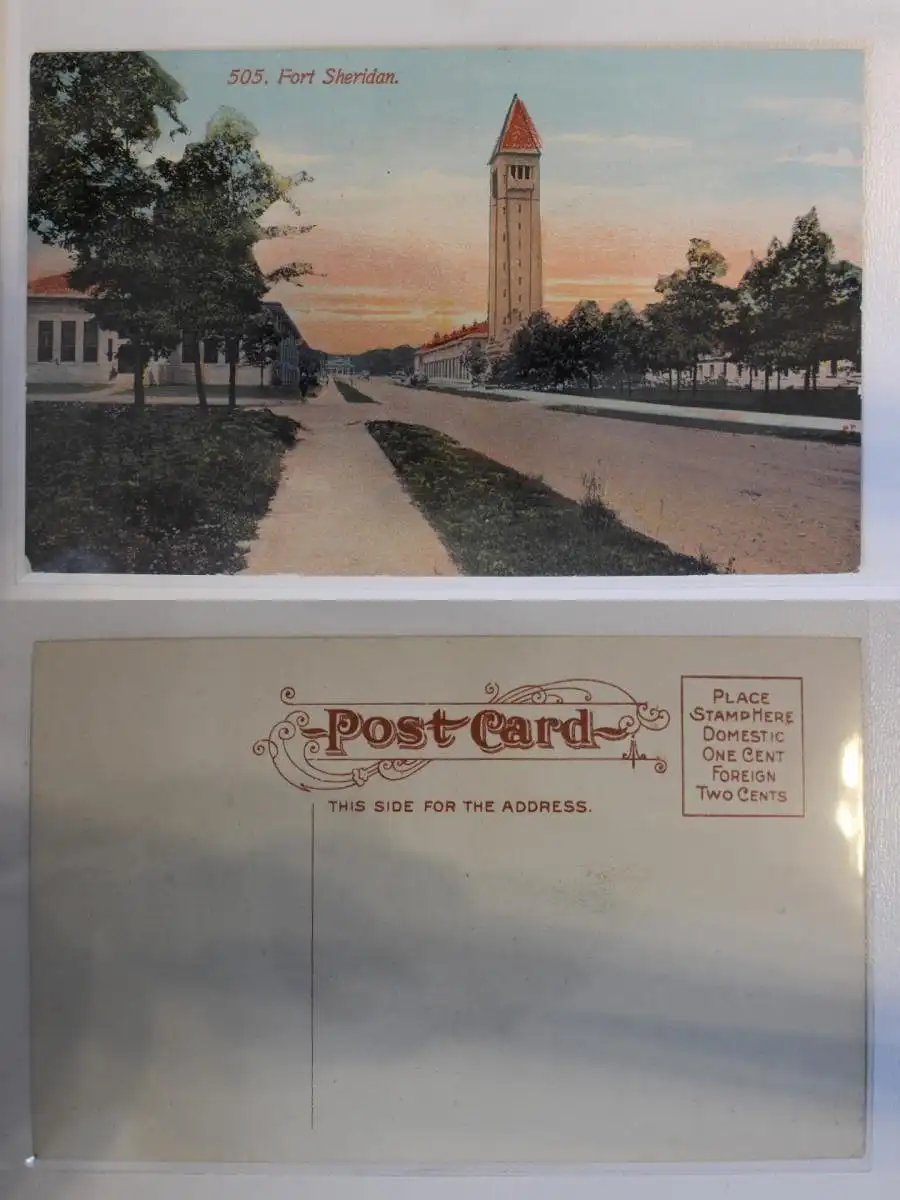 505. Fort Sheridan.
Post Card
THIS SIDE FOR THE ADDRESS.
PLACE
STAMP HERE
DOMESTIC
ONE CENT
FOREIGN
TWO CENTS